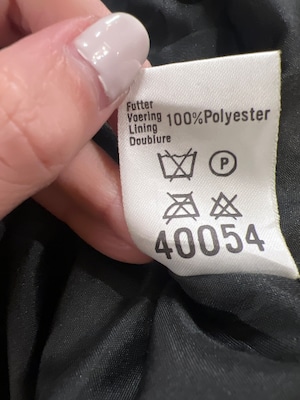 Futter
Voering 100%Polyester
Lining
Doublure
P
40054